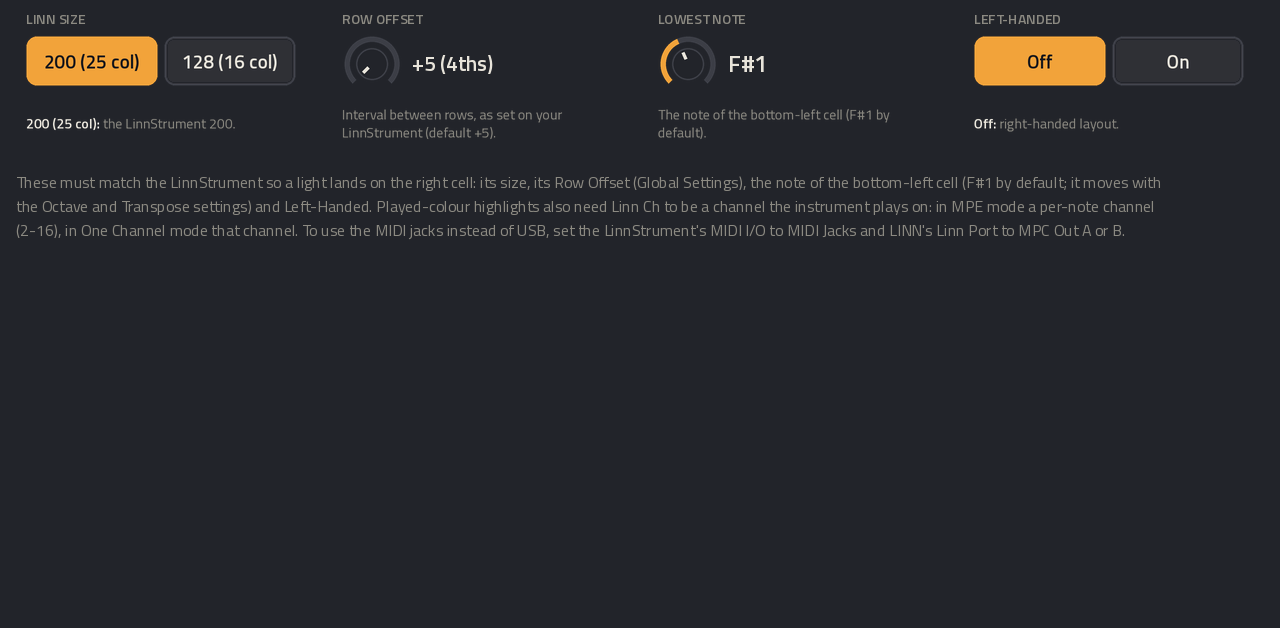 LINN SIZE
ROW OFFSET
LOWEST NOTE
LEFT-HANDED
200 (25 col)
128 (16 col)
+5 (4ths)
F#1
Off
On
200 (25 col): the LinnStrument 200.
Interval between rows, as set on your
LinnStrument (default +5).
The note of the bottom-left cell (F#1 by
default).
Off: right-handed layout.
These must match the LinnStrument so a light lands on the right cell: its size, its Row Offset (Global Settings), the note of the bottom-left cell (F#1 by default; it moves with
the Octave and Transpose settings) and Left-Handed. Played-colour highlights also need Linn Ch to be a channel the instrument plays on: in MPE mode a per-note channel
(2-16), in One Channel mode that channel. To use the MIDI jacks instead of USB, set the LinnStrument's MIDI I/O to MIDI Jacks and LINN's Linn Port to MPC Out A or B.